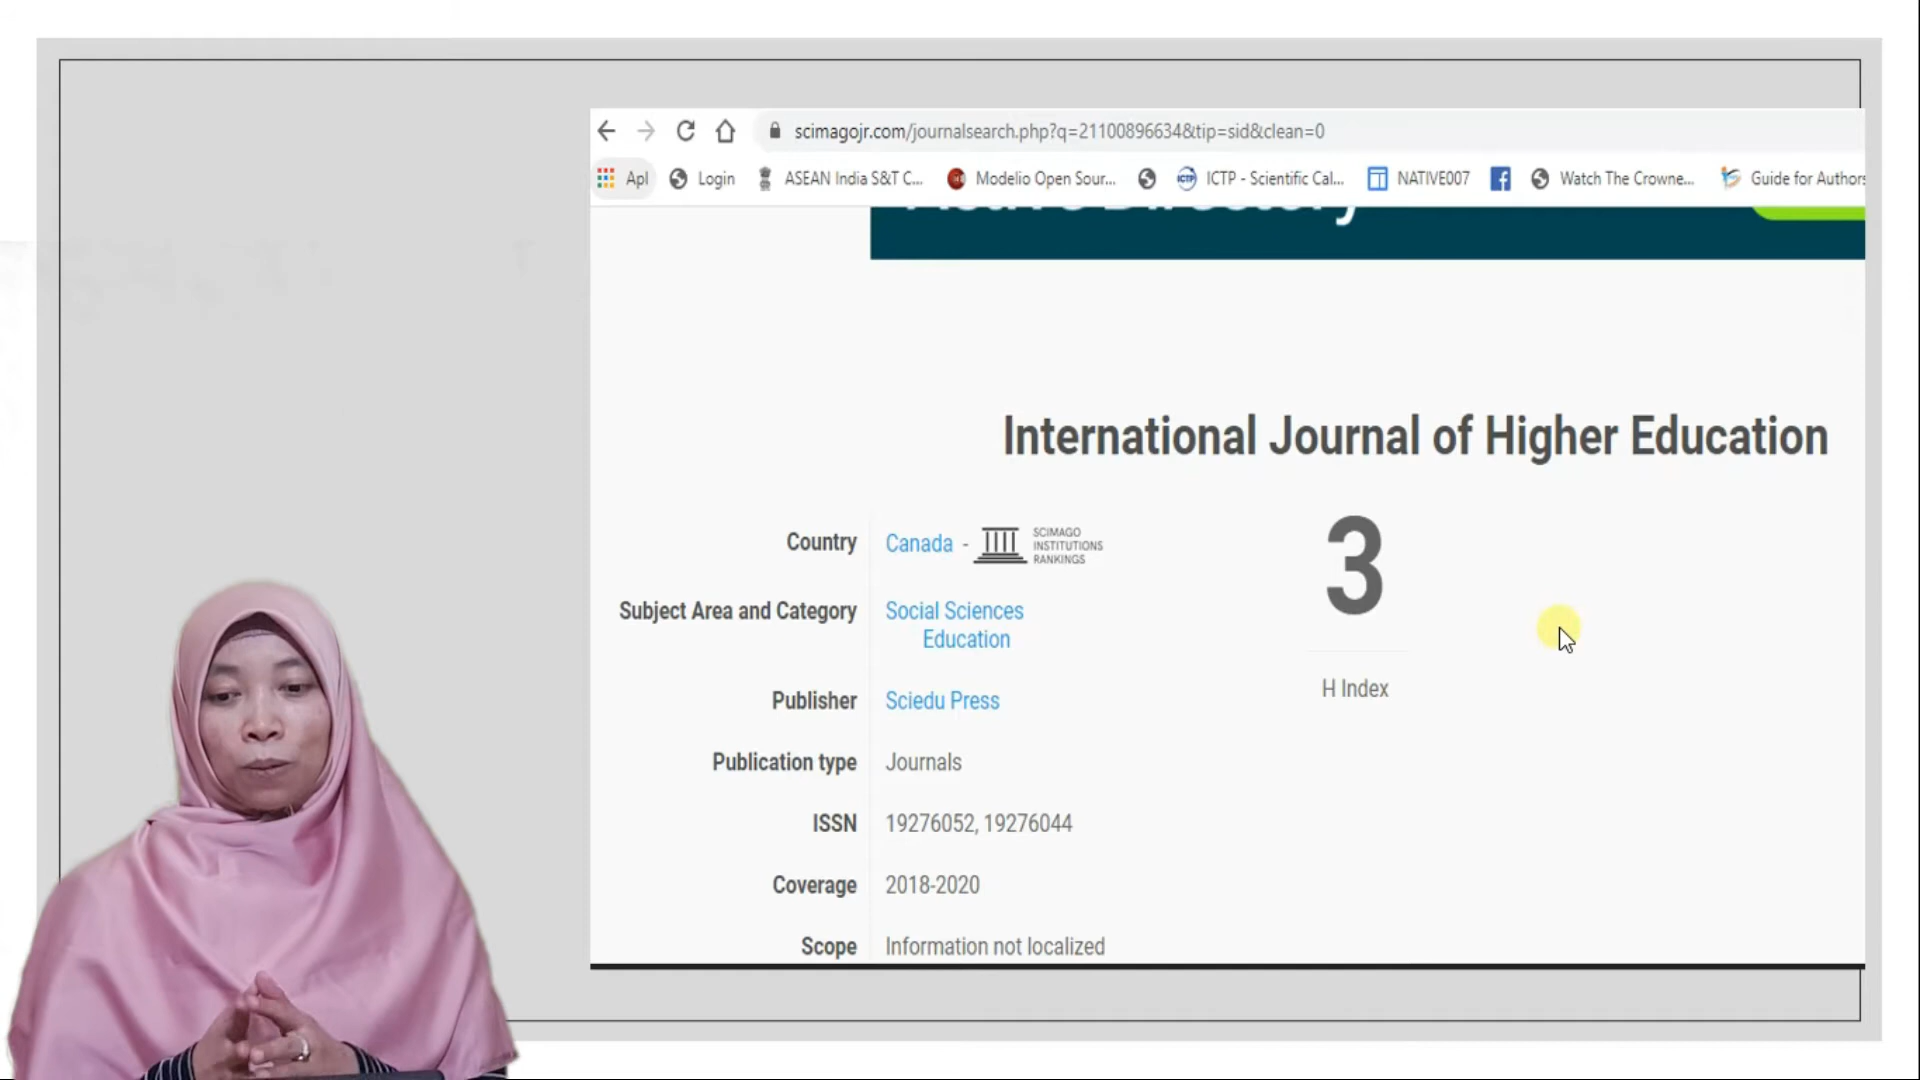 scimagojr.com/journalsearch.php?q=21100896634&tip=sid&clean=0
Apl Login ASEAN India S&T C... Modelio Open Sour... ICTP - Scientific Cal... NATIVE007 Watch The Crowne... Guide for Authors
Active Directory
International Journal of Higher Education
Country Canada - SCIMAGO INSTITUTIONS RANKINGS
3
Subject Area and Category Social Sciences
Education
H Index
Publisher Sciedu Press
Publication type Journals
ISSN 19276052, 19276044
Coverage 2018-2020
Scope Information not localized